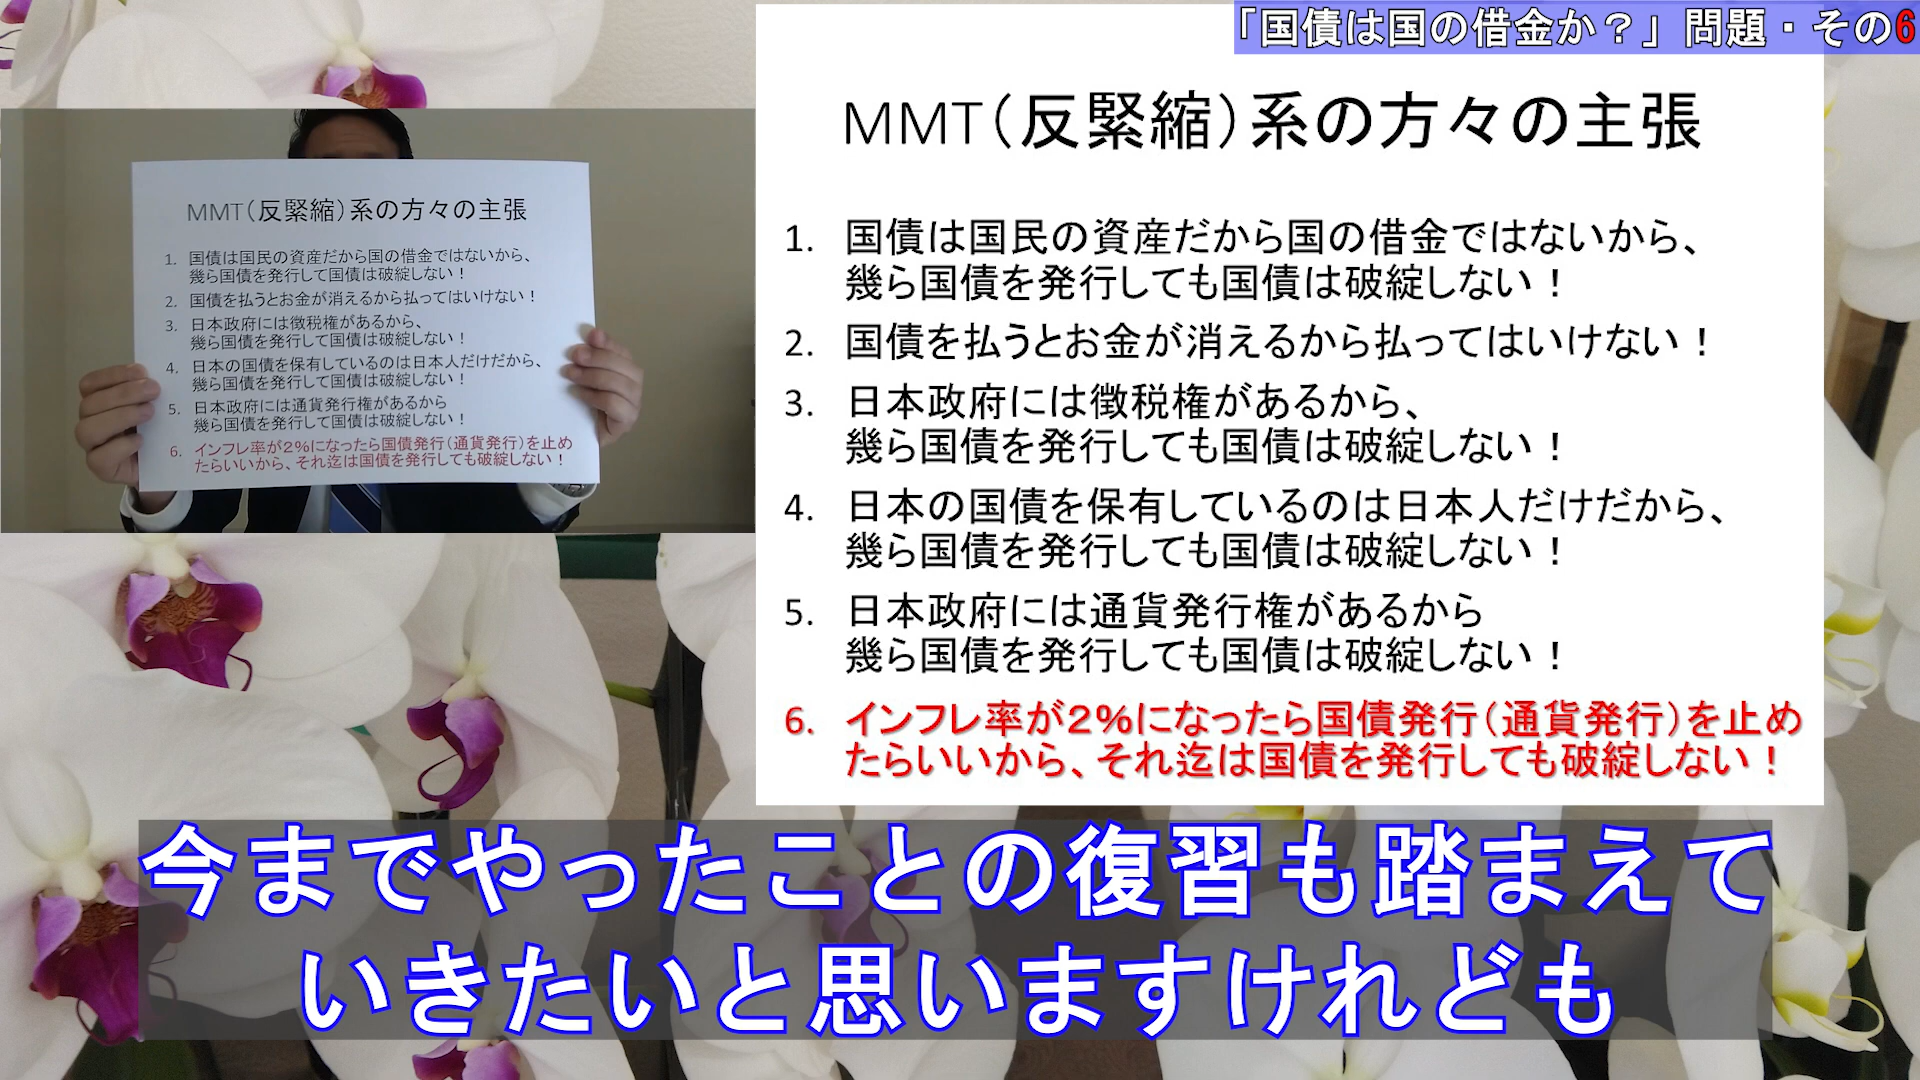 「国債は国の借金か？」問題・その6
MMT（反緊縮）系の方々の主張
1. 国債は国民の資産だから国の借金ではないから、
幾ら国債を発行しても国債は破綻しない！
2. 国債を払うとお金が消えるから払ってはいけない！
3. 日本政府には徴税権があるから、
幾ら国債を発行しても国債は破綻しない！
4. 日本の国債を保有しているのは日本人だけだから、
幾ら国債を発行しても国債は破綻しない！
5. 日本政府には通貨発行権があるから
幾ら国債を発行しても国債は破綻しない！
6. インフレ率が2%になったら国債発行（通貨発行）を止め
たらいいから、それ迄は国債を発行しても破綻しない！
MMT（反緊縮）系の方々の主張
1. 国債は国民の資産だから国の借金ではないから、
幾ら国債を発行して国債は破綻しない！
2. 国債を払うとお金が消えるから払ってはいけない！
3. 日本政府には徴税権があるから、
幾ら国債を発行して国債は破綻しない！
4. 日本の国債を保有しているのは日本人だけだから、
幾ら国債を発行して国債は破綻しない！
5. 日本政府には通貨発行権があるから
幾ら国債を発行して国債は破綻しない！
6. インフレ率が2%になったら国債発行（通貨発行）を止め
たらいいから、それ迄は国債を発行しても破綻しない！
今までやったことの復習も踏まえて
いきたいと思いますけれども